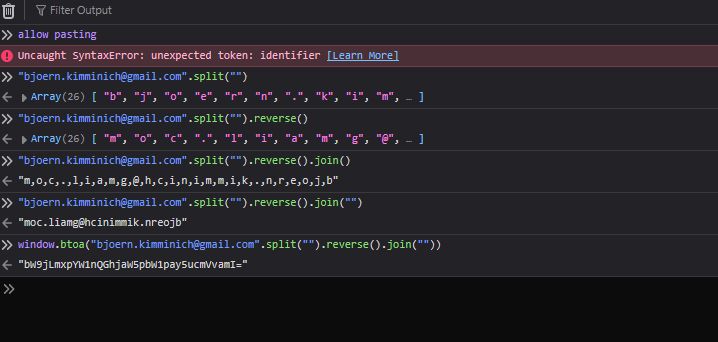 Filter Output
>> allow pasting
! Uncaught SyntaxError: unexpected token: identifier [Learn More]
>> "bjoern.kimminich@gmail.com".split("")
← ▶ Array(26) [ "b", "j", "o", "e", "r", "n", ".", "k", "i", "m", … ]
>> "bjoern.kimminich@gmail.com".split("").reverse()
← ▶ Array(26) [ "m", "o", "c", ".", "l", "i", "a", "m", "g", "@", … ]
>> "bjoern.kimminich@gmail.com".split("").reverse().join()
← "m,o,c,.,l,i,a,m,g,@,h,c,i,n,i,m,m,i,k,.,n,r,e,o,j,b"
>> "bjoern.kimminich@gmail.com".split("").reverse().join("")
← "moc.liamg@hcinimmik.nreojb"
>> window.btoa("bjoern.kimminich@gmail.com".split("").reverse().join(""))
← "bW9jLmxpYW1nQGhjaW5pbW1pay5ucmVvamI="
>>